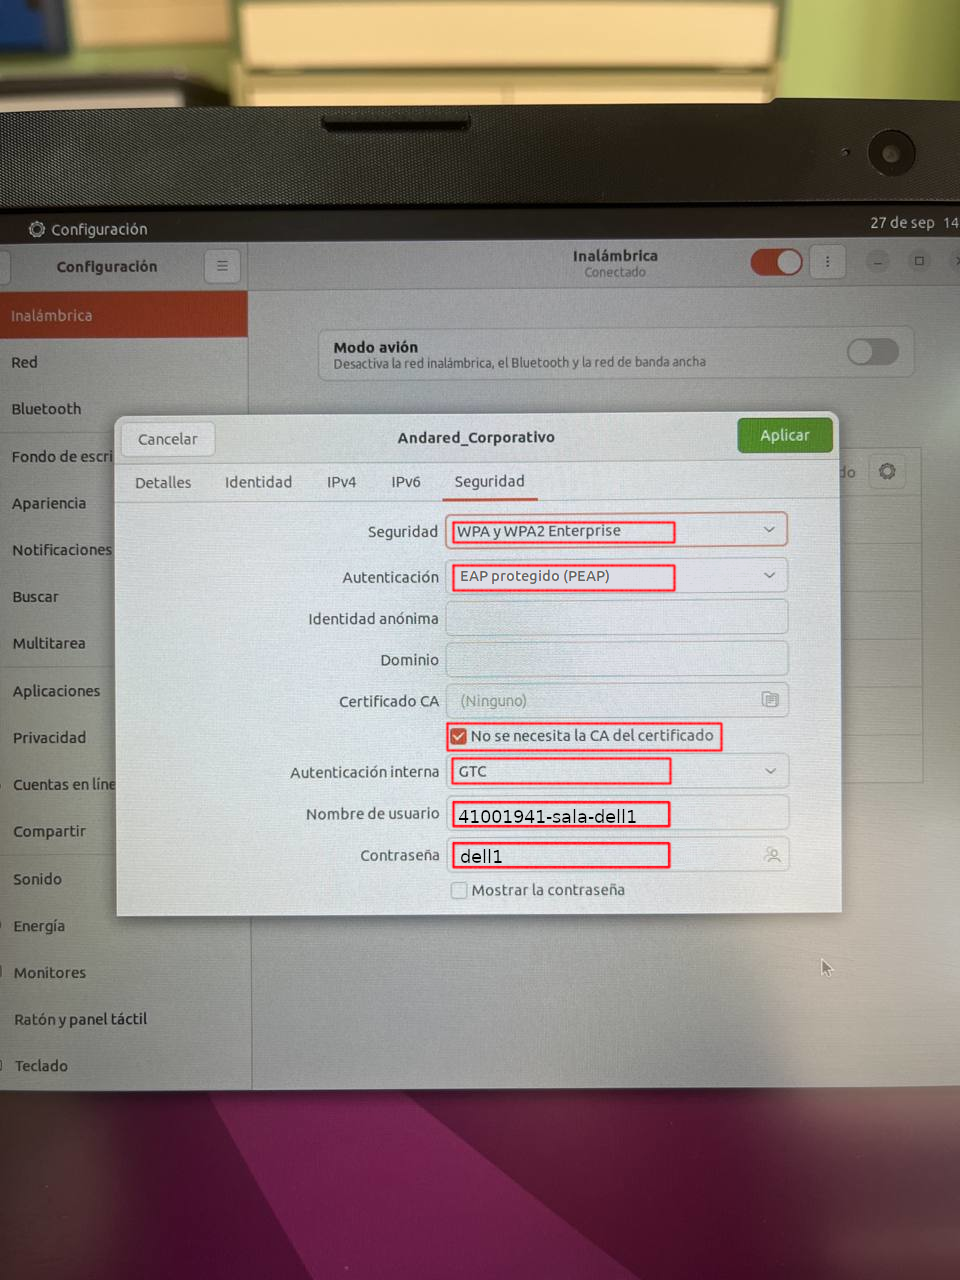 Configuración
27 de sep 14
Configuración
Inalámbrica
Conectado
Inalámbrica
Red
Modo avión
Desactiva la red inalámbrica, el Bluetooth y la red de banda ancha
Bluetooth
Cancelar
Andared_Corporativo
Aplicar
Fondo de escri
do
Detalles
Identidad
IPv4
IPv6
Seguridad
Apariencia
Seguridad
WPA y WPA2 Enterprise
Notificaciones
Autenticación
EAP protegido (PEAP)
Buscar
Identidad anónima
Multitarea
Dominio
Aplicaciones
Certificado CA
(Ninguno)
Privacidad
No se necesita la CA del certificado
Cuentas en líne
Autenticación interna
GTC
Nombre de usuario
41001941-sala-dell1
Compartir
Contraseña
dell1
Sonido
Mostrar la contraseña
Energía
Monitores
Ratón y panel táctil
Teclado